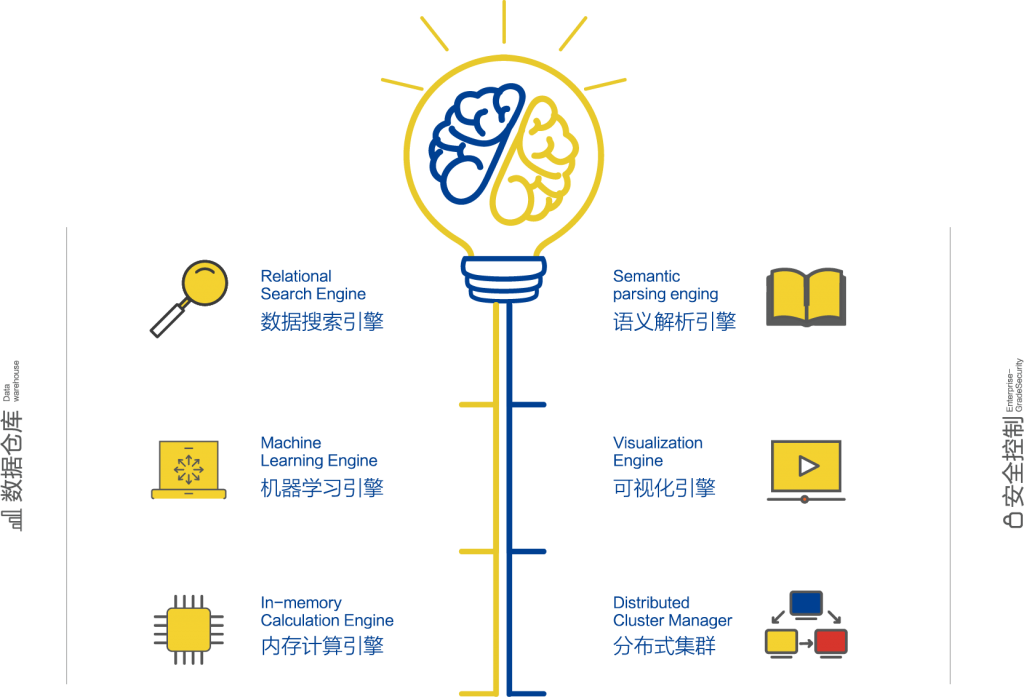 Relational
Search Engine
数据搜索引擎
Semantic
parsing enging
语义解析引擎
Machine
Learning Engine
机器学习引擎
Visualization
Engine
可视化引擎
In-memory
Calculation Engine
内存计算引擎
Distributed
Cluster Manager
分布式集群
数据仓库
Data
warehouse
安全控制
Enterprise-
GradeSecurity